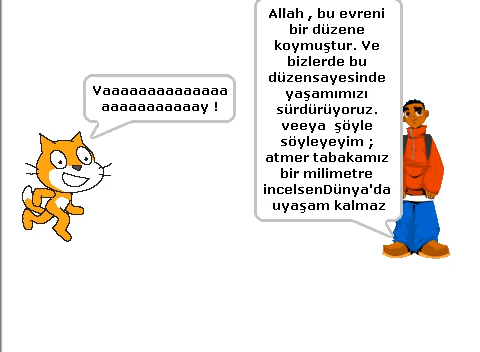 Vaaaaaaaaaaaaaa
aaaaaaaaaaaay !
Allah , bu evreni
bir düzene
koymuştur. Ve
bizlerde bu
düzensayesinde
yaşamımızı
sürdürüyoruz.
veeya şöyle
söyleyeyim ;
atmer tabakamız
bir milimetre
incelsenDünya'da
uyaşam kalmaz